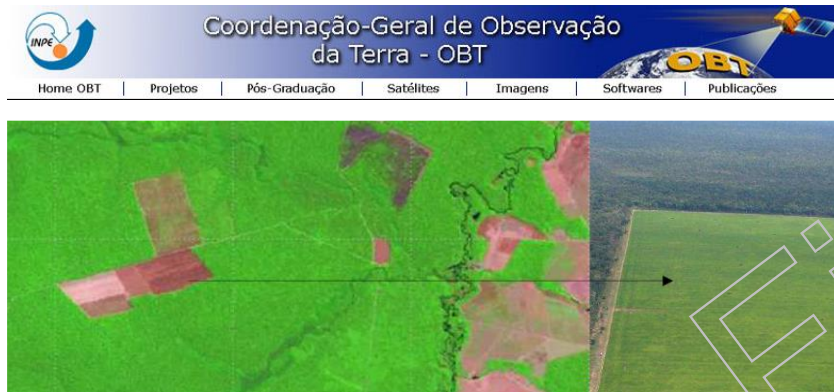 INPE
Coordenação-Geral de Observação
da Terra - OBT
OBT
Home OBT | Projetos | Pós-Graduação | Satélites | Imagens | Softwares | Publicações